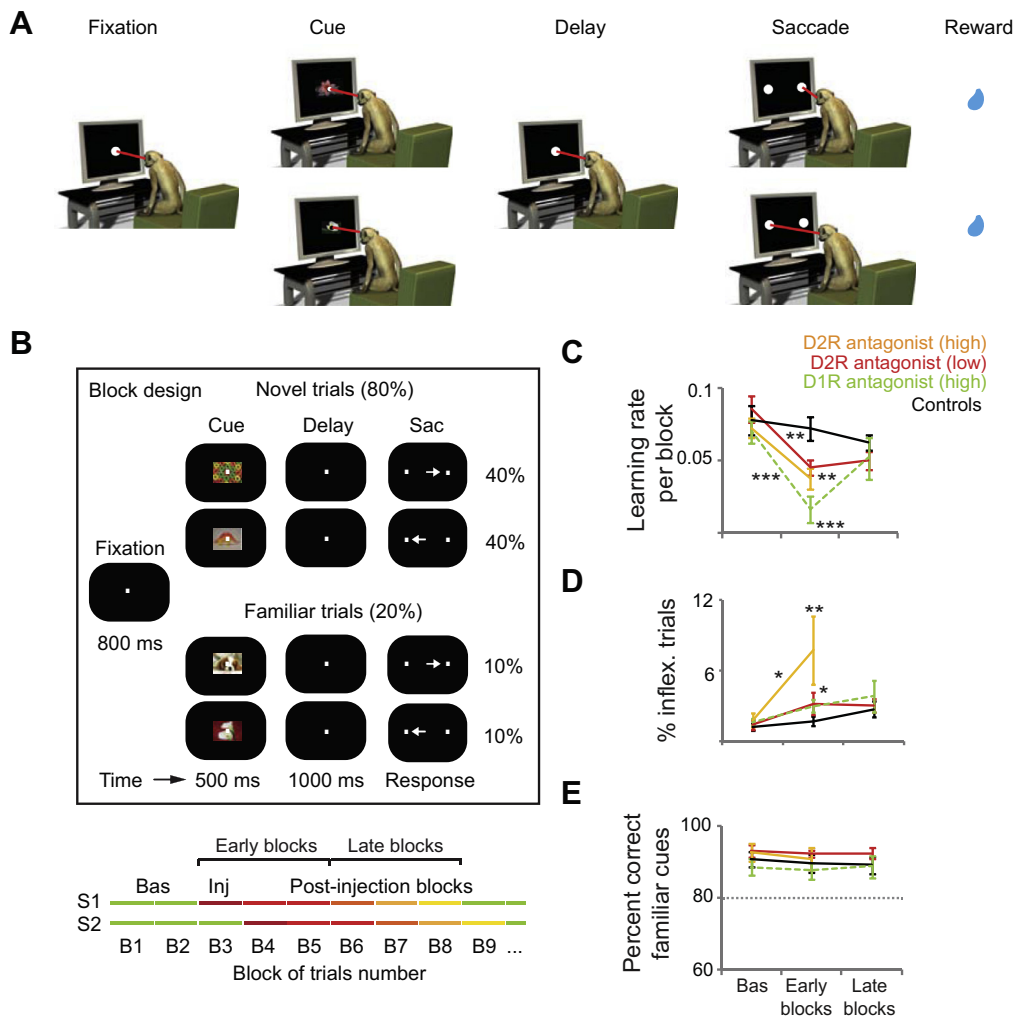 A
Fixation Cue Delay Saccade Reward
B
Block design
Novel trials (80%)
Cue Delay Sac
40%
40%
Fixation
800 ms
Familiar trials (20%)
10%
10%
Time 500 ms 1000 ms Response
Early blocks Late blocks
Bas Inj Post-injection blocks
S1
S2
B1 B2 B3 B4 B5 B6 B7 B8 B9 ...
Block of trials number
C
D2R antagonist (high)
D2R antagonist (low)
D1R antagonist (high)
Controls
Learning rate
per block
0.1
0.05
**
***
**
***
D
% inflex. trials
12
6
**
*
*
E
Percent correct
familiar cues
100
80
60
Bas Early Late
blocks blocks